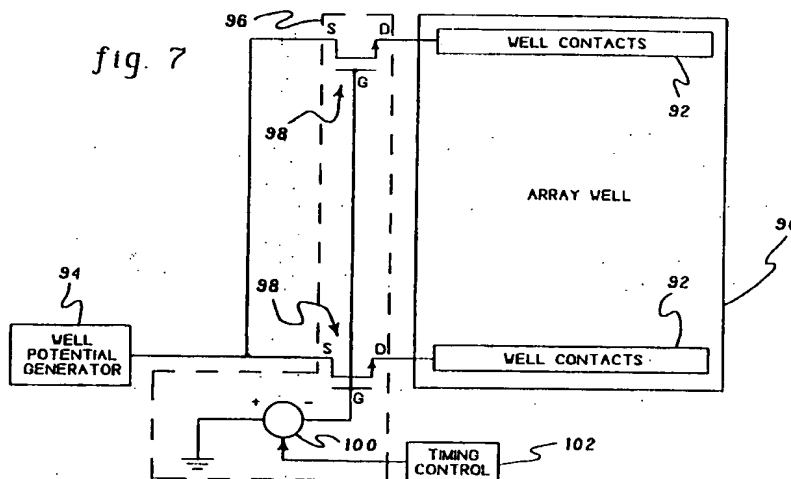 fig. 7
96
S D
WELL CONTACTS
G
98
92
ARRAY WELL
94
98
92
WELL
POTENTIAL
GENERATOR
S D
WELL CONTACTS
G
+ -
100
TIMING
CONTROL
102